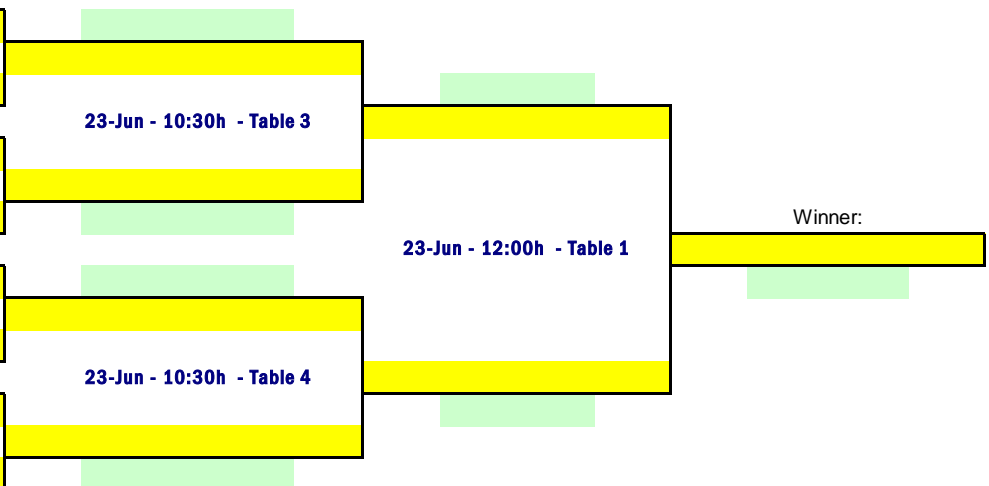 23-Jun - 10:30h  - Table 3
Winner:
23-Jun - 12:00h  - Table 1
23-Jun - 10:30h  - Table 4